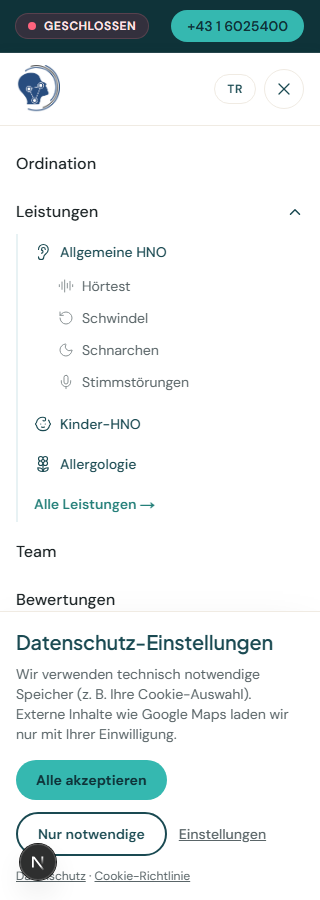 GESCHLOSSEN
+43 1 6025400
TR
Ordination
Leistungen
Allgemeine HNO
Hörtest
Schwindel
Schnarchen
Stimmstörungen
Kinder-HNO
Allergologie
Alle Leistungen →
Team
Bewertungen
Datenschutz-Einstellungen
Wir verwenden technisch notwendige
Speicher (z. B. Ihre Cookie-Auswahl).
Externe Inhalte wie Google Maps laden wir
nur mit Ihrer Einwilligung.
Alle akzeptieren
Nur notwendige
Einstellungen
N
Datenschutz · Cookie-Richtlinie